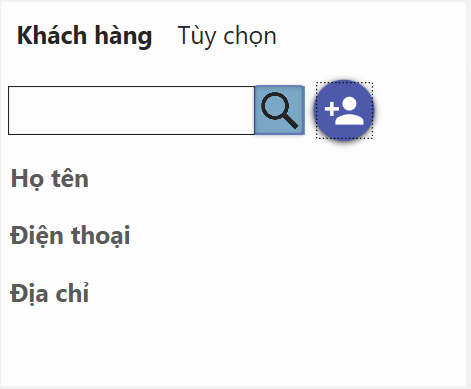 Khách hàng Tùy chọn
Họ tên
Điện thoại
Địa chỉ